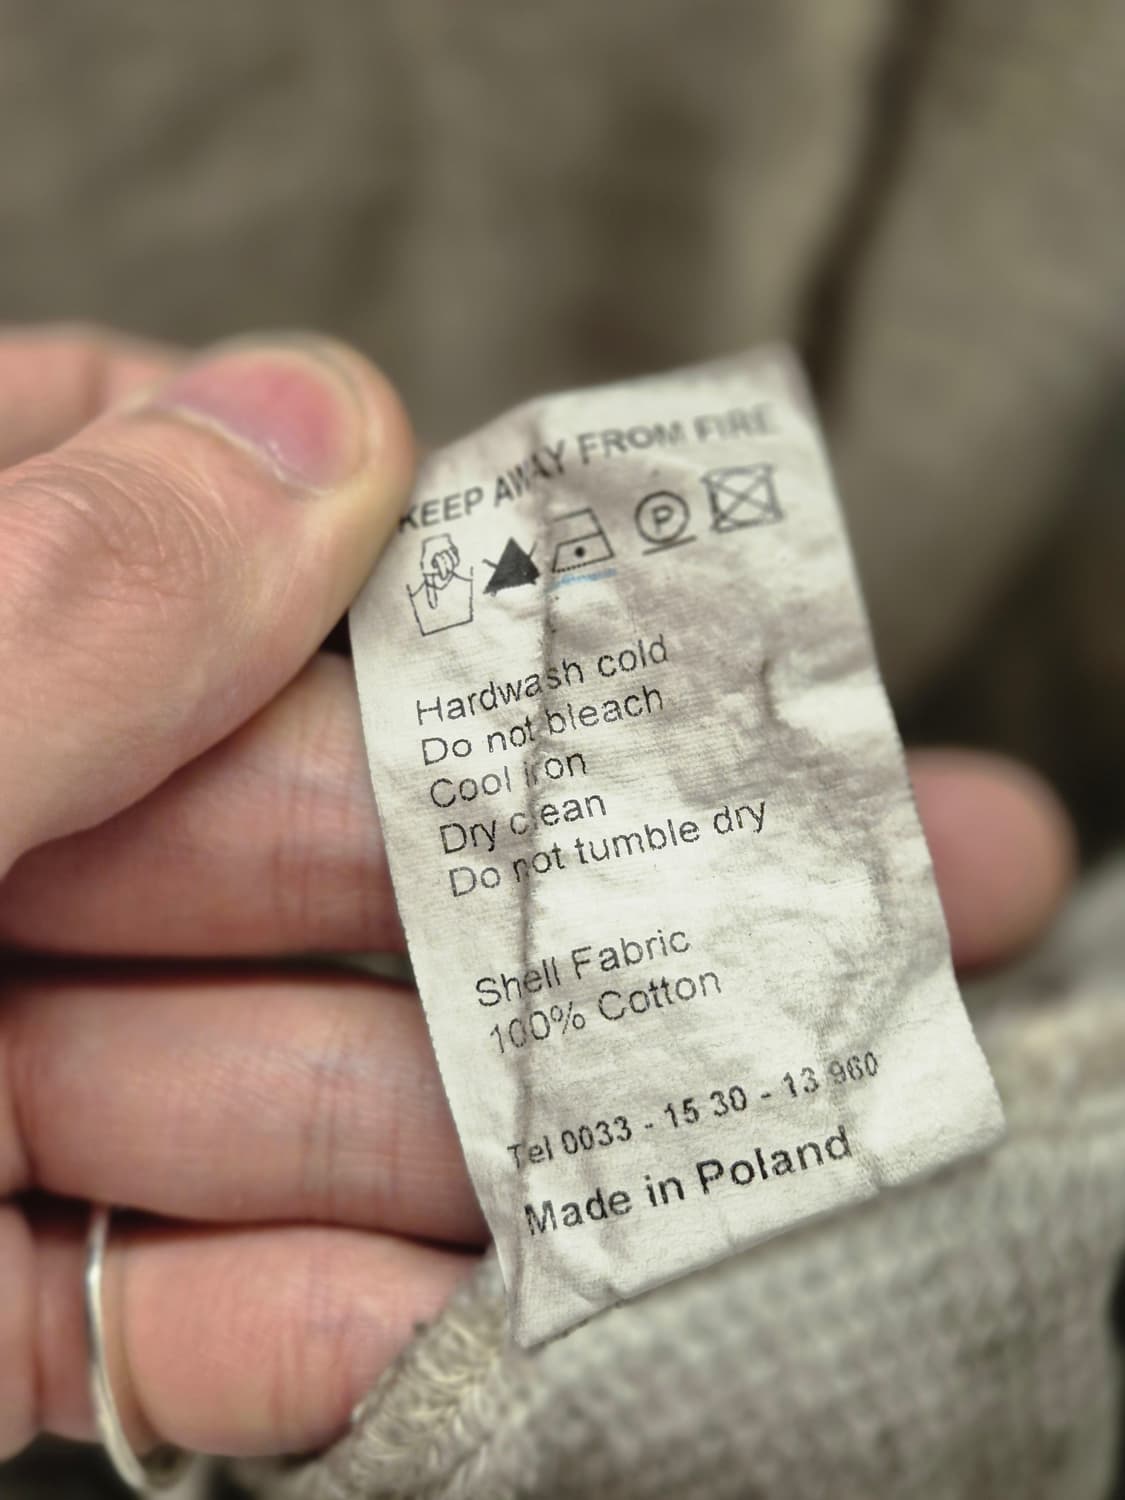 KEEP AWAY FROM FIRE
P
Hardwash cold
Do not bleach
Cool iron
Dry clean
Do not tumble dry
Shell Fabric
100% Cotton
Tel 0033 - 15 30 - 13 960
Made in Poland